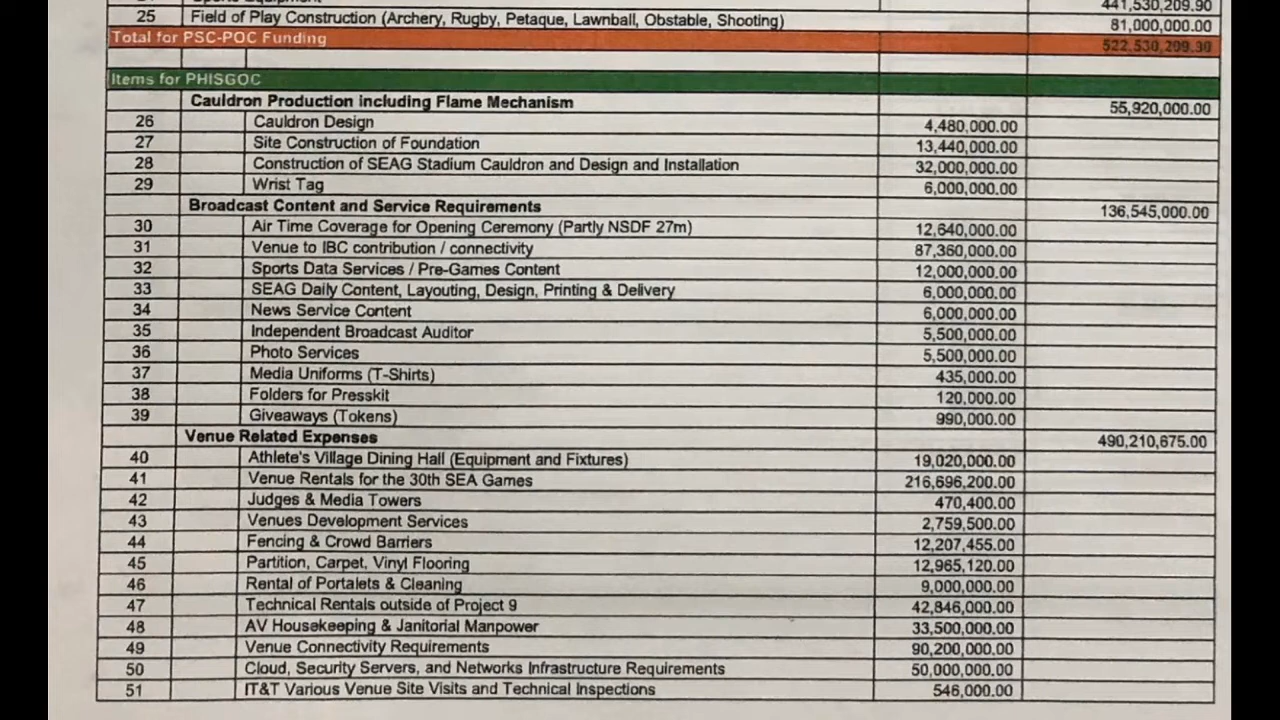 441,530,209.90
25 Field of Play Construction (Archery, Rugby, Petaque, Lawnball, Obstable, Shooting) 81,000,000.00
Total for PSC-POC Funding 522,530,209.90
Items for PHISGOC
Cauldron Production including Flame Mechanism 55,920,000.00
26 Cauldron Design 4,480,000.00
27 Site Construction of Foundation 13,440,000.00
28 Construction of SEAG Stadium Cauldron and Design and Installation 32,000,000.00
29 Wrist Tag 6,000,000.00
Broadcast Content and Service Requirements 136,545,000.00
30 Air Time Coverage for Opening Ceremony (Partly NSDF 27m) 12,640,000.00
31 Venue to IBC contribution / connectivity 87,360,000.00
32 Sports Data Services / Pre-Games Content 12,000,000.00
33 SEAG Daily Content, Layouting, Design, Printing & Delivery 6,000,000.00
34 News Service Content 6,000,000.00
35 Independent Broadcast Auditor 5,500,000.00
36 Photo Services 5,500,000.00
37 Media Uniforms (T-Shirts) 435,000.00
38 Folders for Presskit 120,000.00
39 Giveaways (Tokens) 990,000.00
Venue Related Expenses 490,210,675.00
40 Athlete's Village Dining Hall (Equipment and Fixtures) 19,020,000.00
41 Venue Rentals for the 30th SEA Games 216,696,200.00
42 Judges & Media Towers 470,400.00
43 Venues Development Services 2,759,500.00
44 Fencing & Crowd Barriers 12,207,455.00
45 Partition, Carpet, Vinyl Flooring 12,965,120.00
46 Rental of Portalets & Cleaning 9,000,000.00
47 Technical Rentals outside of Project 9 42,846,000.00
48 AV Housekeeping & Janitorial Manpower 33,500,000.00
49 Venue Connectivity Requirements 90,200,000.00
50 Cloud, Security Servers, and Networks Infrastructure Requirements 50,000,000.00
51 IT&T Various Venue Site Visits and Technical Inspections 546,000.00